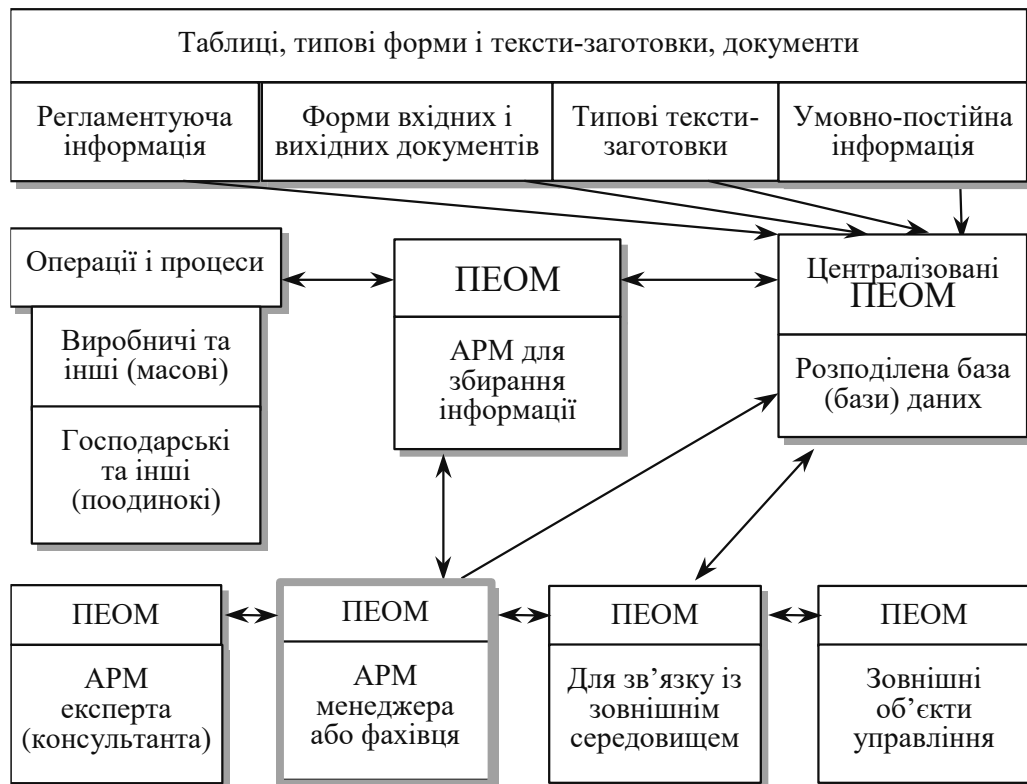 Таблиці, типові форми і тексти-заготовки, документи
Регламентуюча
інформація
Форми вхідних і
вихідних документів
Типові тексти-
заготовки
Умовно-постійна
інформація
Операції і процеси
Виробничі та
інші (масові)
Господарські
та інші
(поодинокі)
ПЕОМ
АРМ для
збирання
інформації
Централізовані
ПЕОМ
Розподілена база
(бази) даних
ПЕОМ
АРМ
експерта
(консультанта)
ПЕОМ
АРМ
менеджера
або фахівця
ПЕОМ
Для зв’язку із
зовнішнім
середовищем
ПЕОМ
Зовнішні
об’єкти
управління